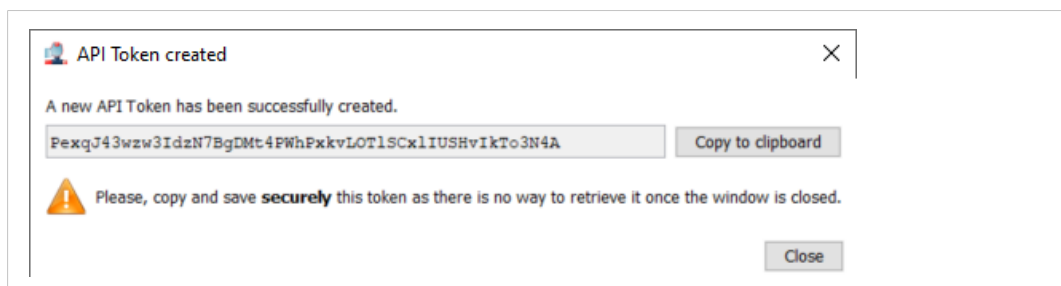 API Token created
A new API Token has been successfully created.
PexqJ43wzw3IdzN7BgDMt4PWhPxkvLOTlSCxlIUSHvIkTo3N4A Copy to clipboard
Please, copy and save securely this token as there is no way to retrieve it once the window is closed.
Close